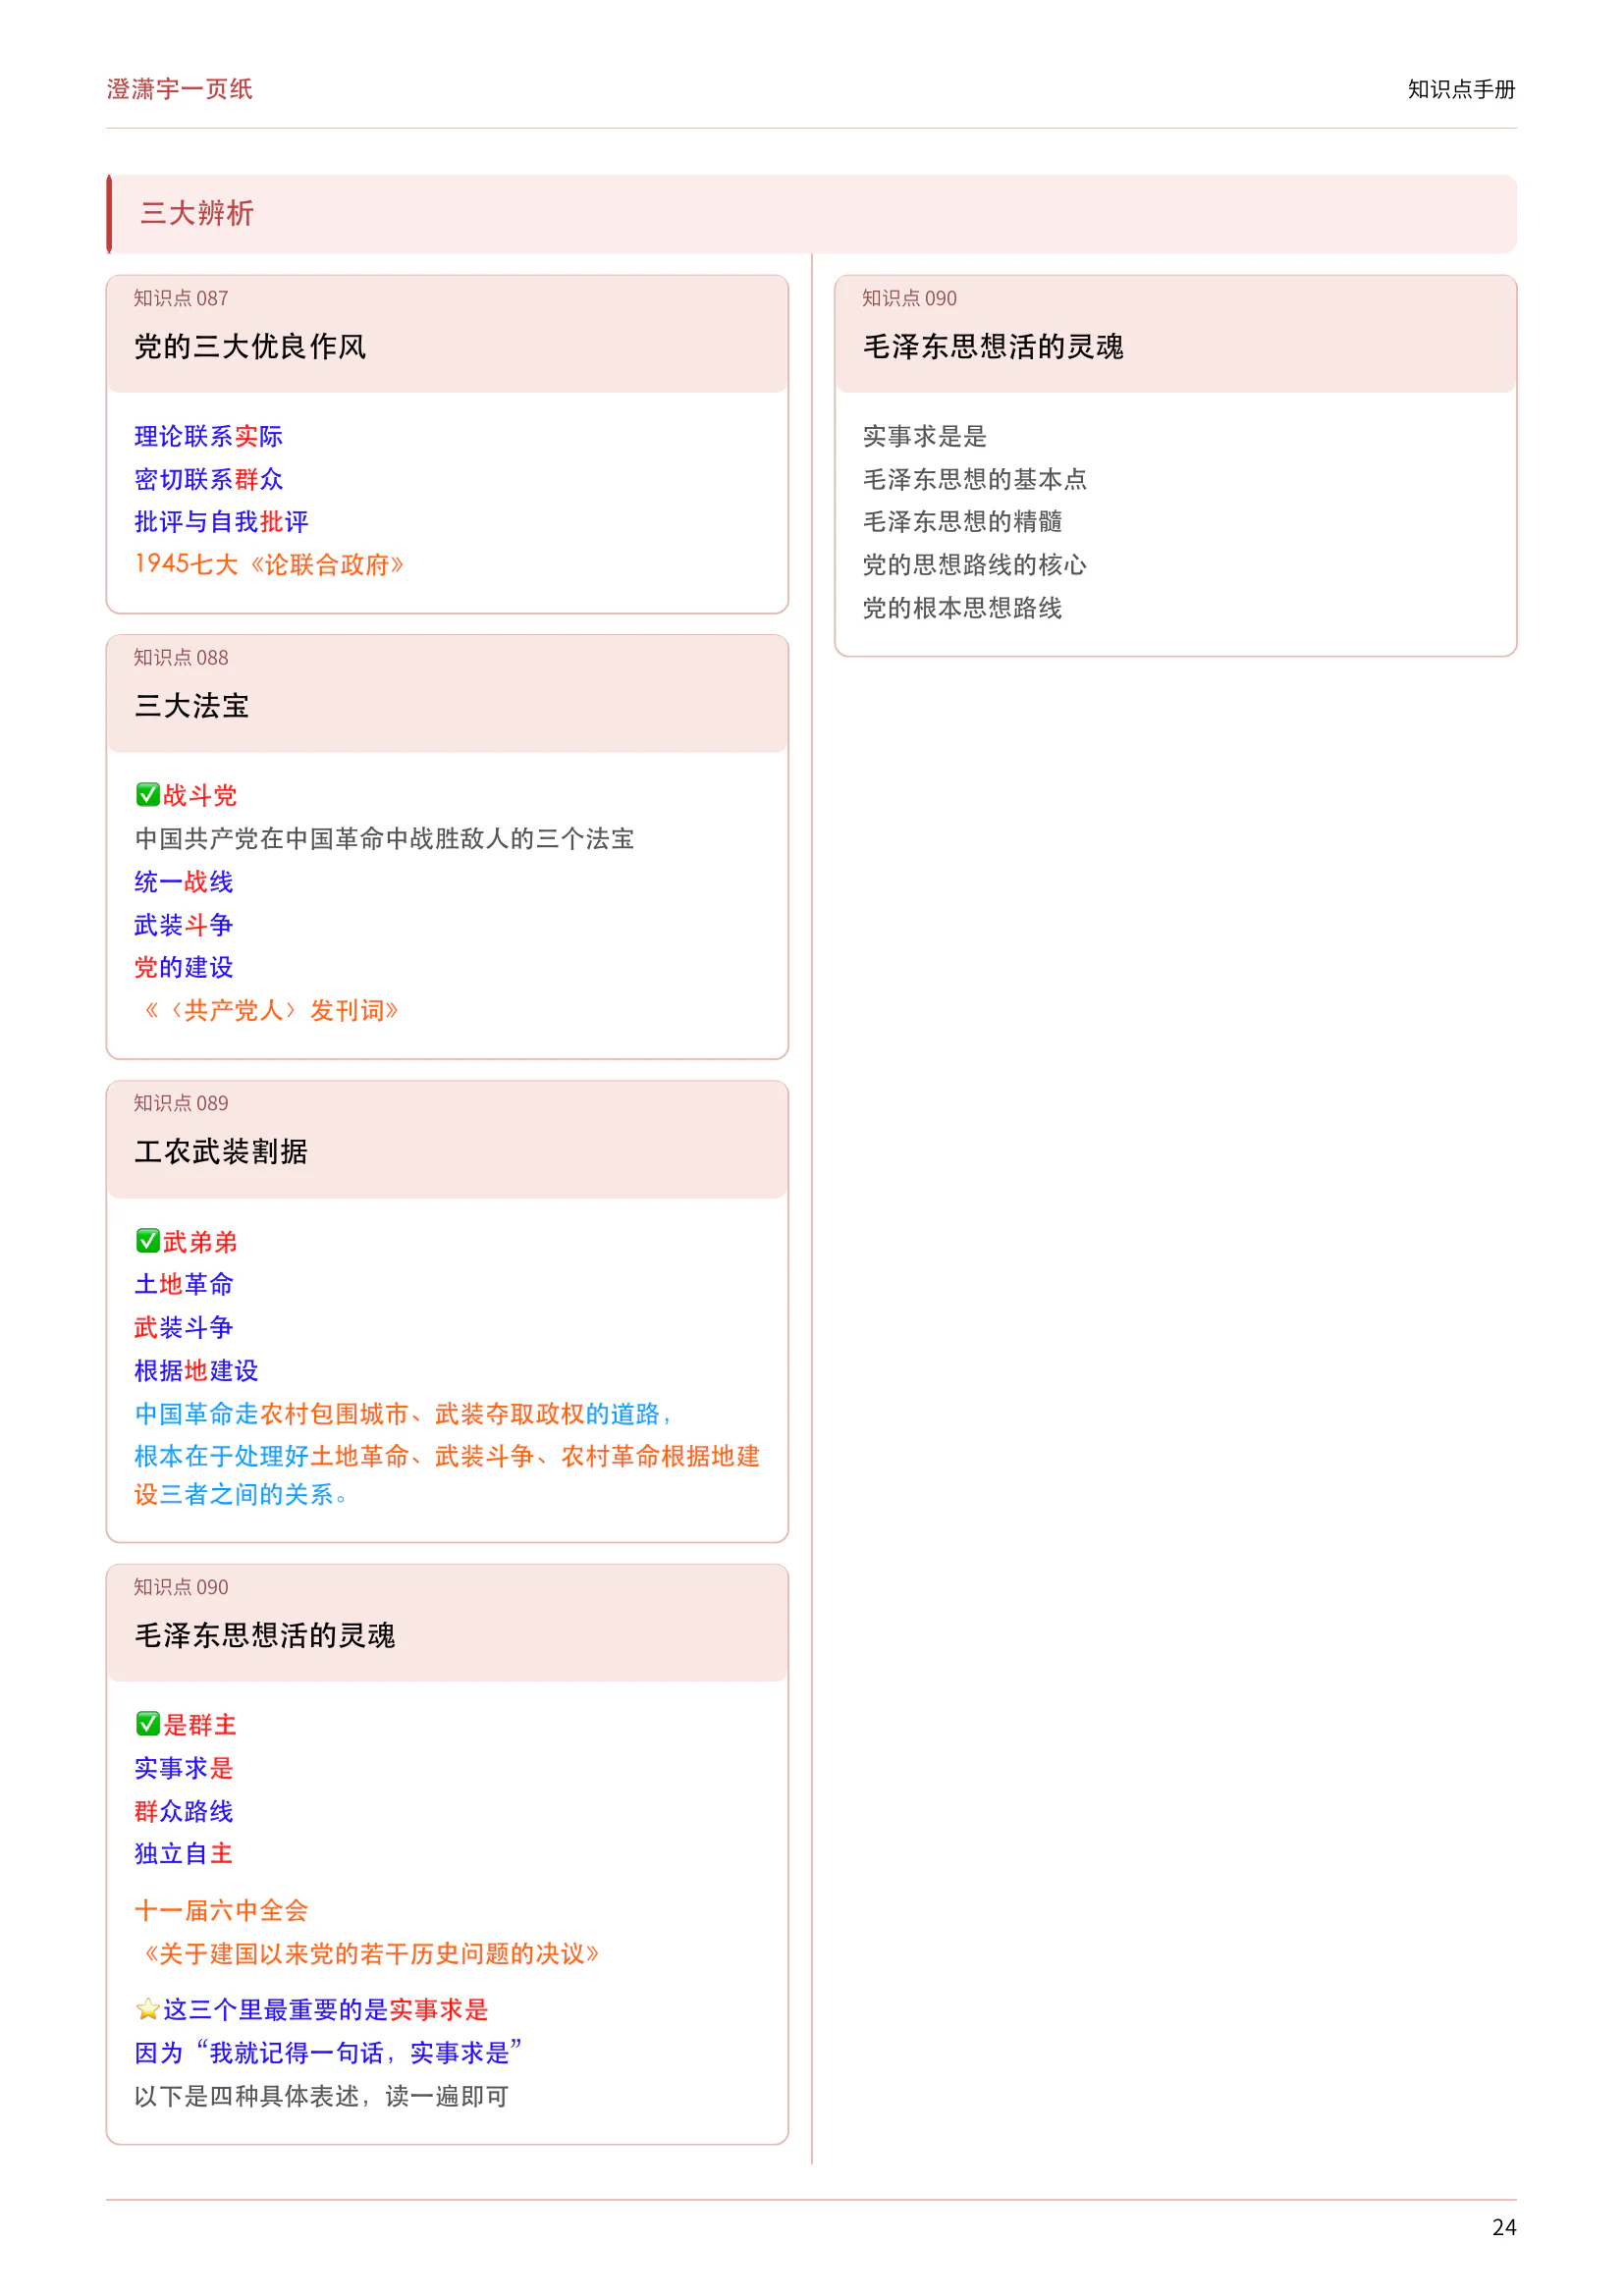 澄潇宇一页纸
知识点手册
三大辨析
知识点 087
党的三大优良作风
理论联系实际
密切联系群众
批评与自我批评
1945七大《论联合政府》
知识点 088
三大法宝
✅战斗党
中国共产党在中国革命中战胜敌人的三个法宝
统一战线
武装斗争
党的建设
《〈共产党人〉发刊词》
知识点 089
工农武装割据
✅武弟弟
土地革命
武装斗争
根据地建设
中国革命走农村包围城市、武装夺取政权的道路，
根本在于处理好土地革命、武装斗争、农村革命根据地建
设三者之间的关系。
知识点 090
毛泽东思想活的灵魂
✅是群主
实事求是
群众路线
独立自主
十一届六中全会
《关于建国以来党的若干历史问题的决议》
⭐这三个里最重要的是实事求是
因为“我就记得一句话，实事求是”
以下是四种具体表述，读一遍即可
知识点 090
毛泽东思想活的灵魂
实事求是是
毛泽东思想的基本点
毛泽东思想的精髓
党的思想路线的核心
党的根本思想路线
24